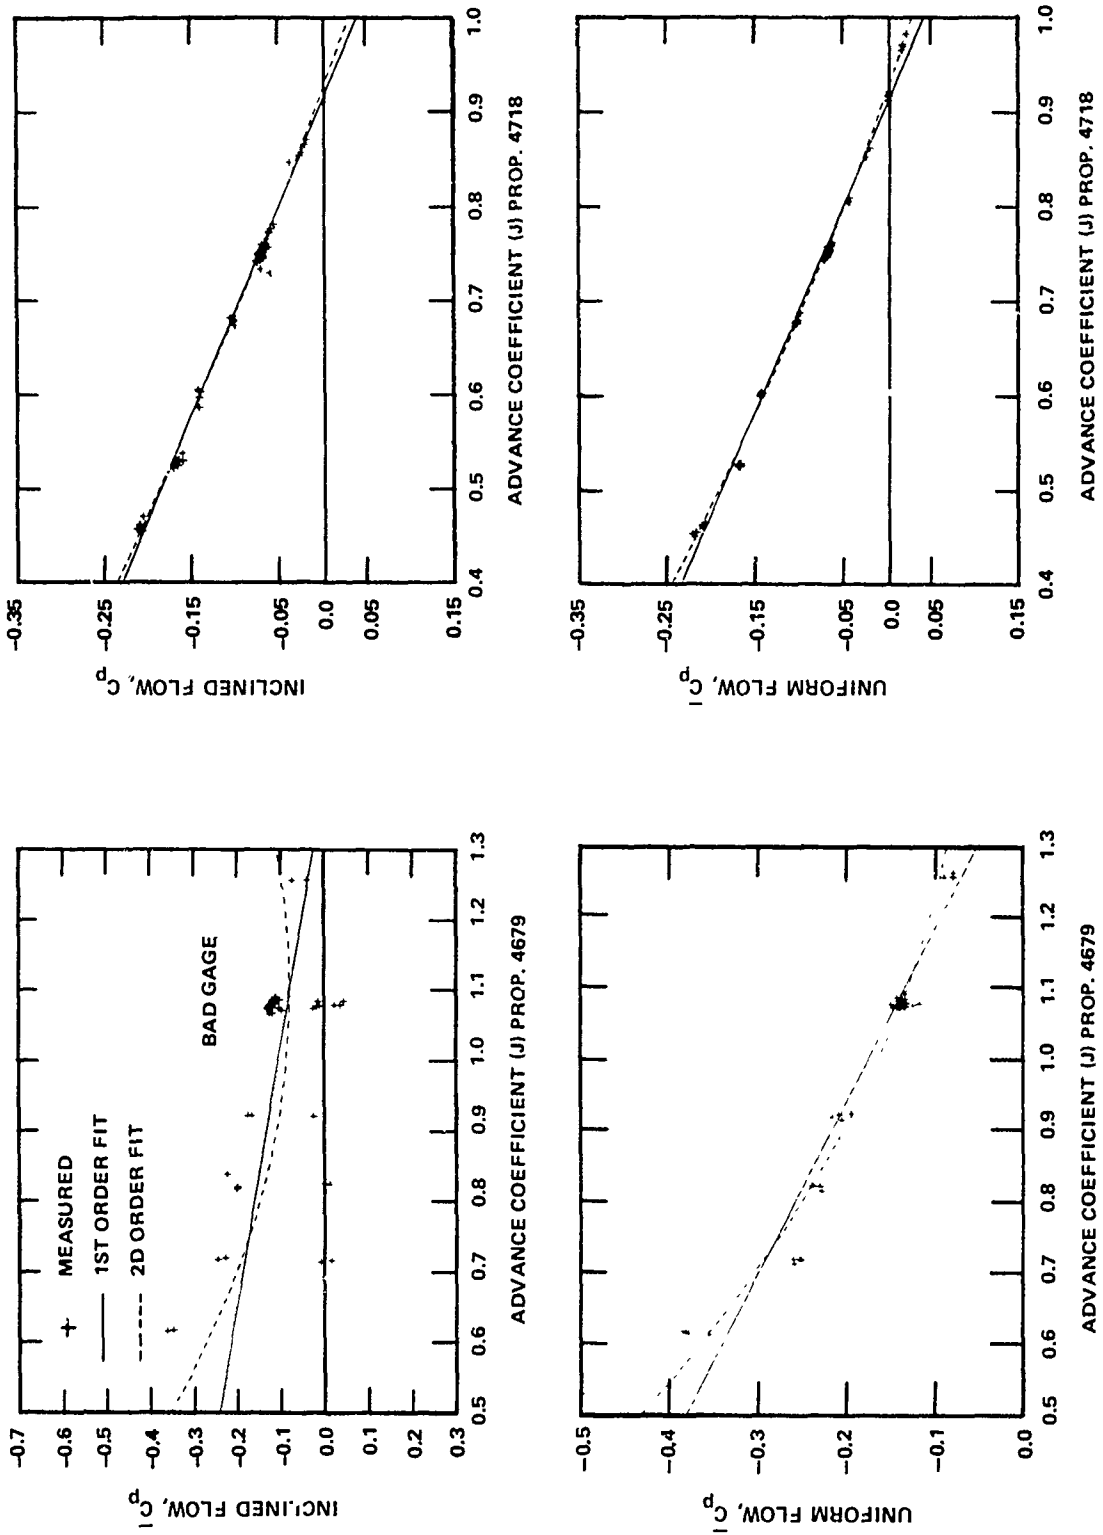 -0.7
-0.6
-0.5
-0.4
-0.3
-0.2
-0.1
0.0
0.1
0.2
0.3
INCLINED FLOW, C̄p
+ MEASURED
—— 1ST ORDER FIT
----- 2D ORDER FIT
BAD GAGE
0.5 0.6 0.7 0.8 0.9 1.0 1.1 1.2 1.3
ADVANCE COEFFICIENT (J) PROP. 4679
-0.35
-0.25
-0.15
-0.05
0.0
0.05
0.15
INCLINED FLOW, Cp
0.4 0.5 0.6 0.7 0.8 0.9 1.0
ADVANCE COEFFICIENT (J) PROP. 4718
-0.5
-0.4
-0.3
-0.2
-0.1
0.0
UNIFORM FLOW, C̄p
0.5 0.6 0.7 0.8 0.9 1.0 1.1 1.2 1.3
ADVANCE COEFFICIENT (J) PROP. 4679
-0.35
-0.25
-0.15
-0.05
0.0
0.05
0.15
UNIFORM FLOW, C̄p
0.4 0.5 0.6 0.7 0.8 0.9 1.0
ADVANCE COEFFICIENT (J) PROP. 4718